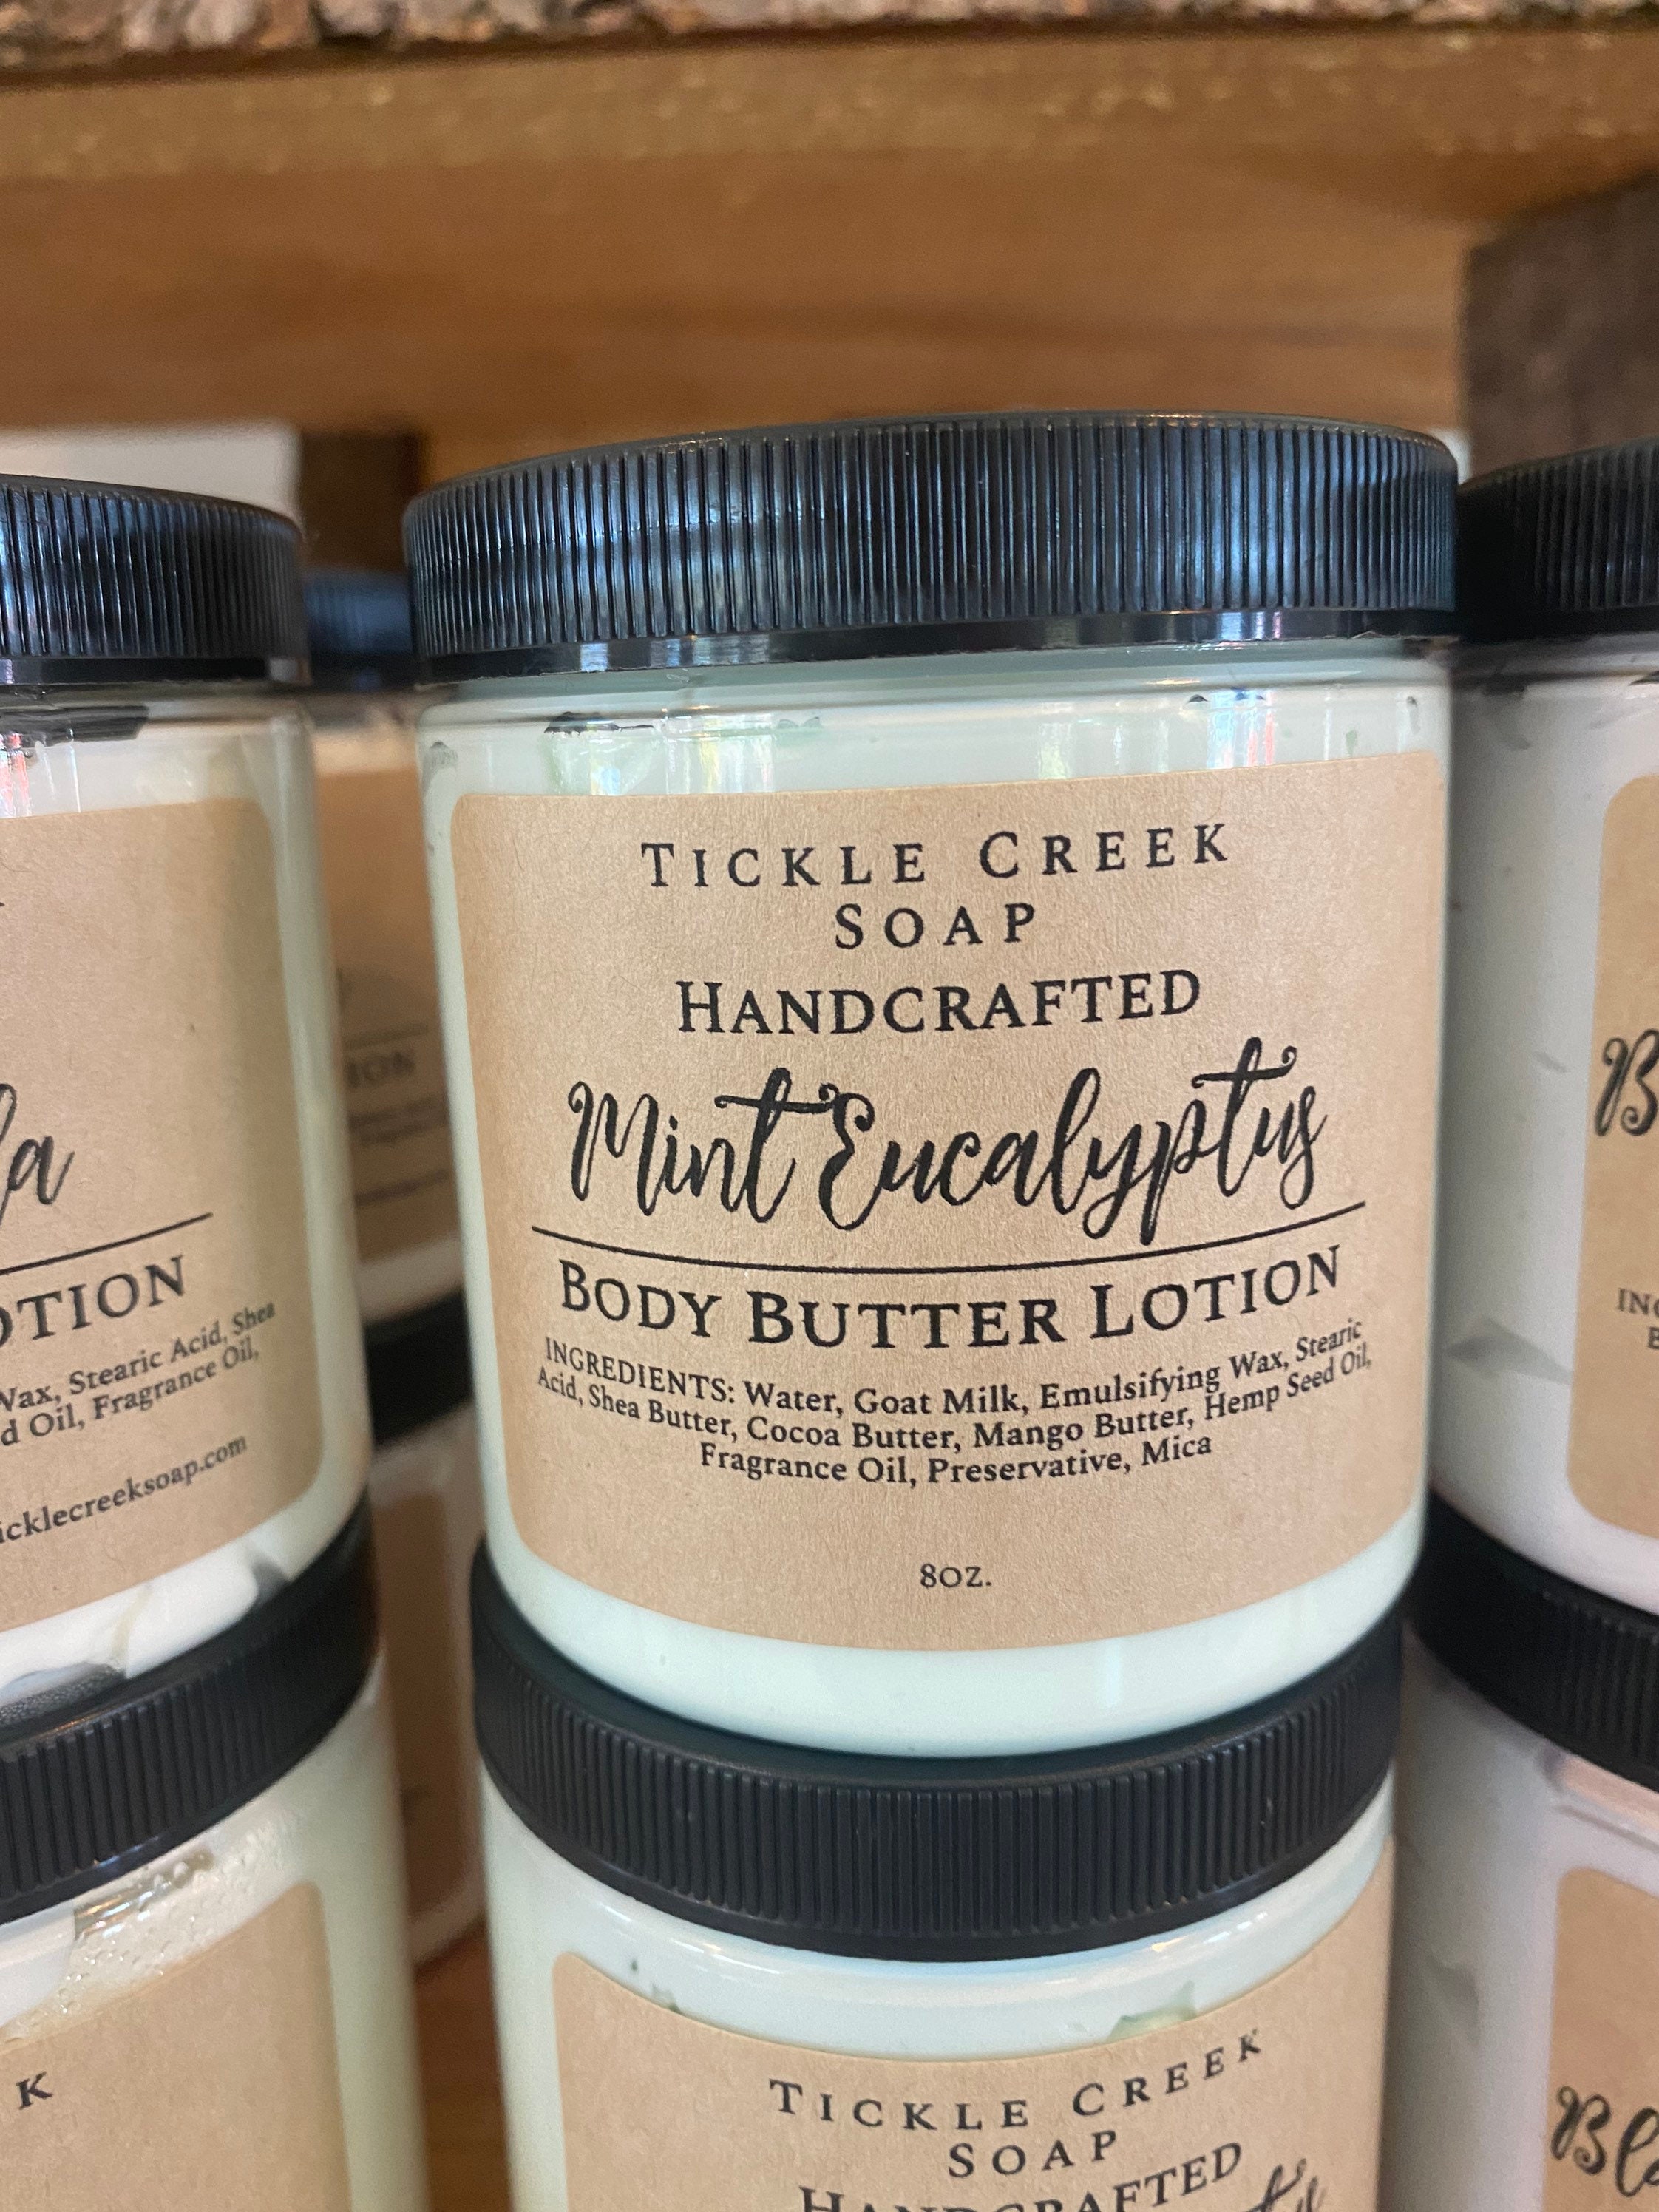 TICKLE CREEK
SOAP
HANDCRAFTED
Mint Eucalyptus
BODY BUTTER LOTION
INGREDIENTS: Water, Goat Milk, Emulsifying Wax, Stearic
Acid, Shea Butter, Cocoa Butter, Mango Butter, Hemp Seed Oil,
Fragrance Oil, Preservative, Mica
8OZ.
Wax, Stearic Acid, Shea
Oil, Fragrance Oil,
icklecreeksoap.com
K
TICKLE CREEK
SOAP
HANDCRAFTED